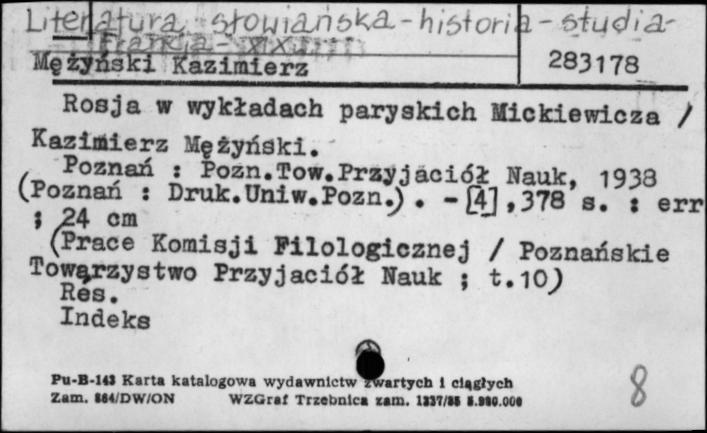 Literatura słowiańska - historia - studia -
Francja - XIX w.
Mężyński Kazimierz 283178
Rosja w wykładach paryskich Mickiewicza /
Kazimierz Mężyński.
Poznań : Pozn.Tow.Przyjaciół Nauk, 1938
(Poznań : Druk.Uniw.Pozn.) . - [4] ,378 s. : err
; 24 cm
(Prace Komisji Filologicznej / Poznańskie
Towarzystwo Przyjaciół Nauk ; t.10)
Rés.
Indeks
Pu-B-143 Karta katalogowa wydawnictw zwartych i ciągłych
Zam. 864/DW/ON WZGraf Trzebnica zam. 1337/85 5.980.000
8